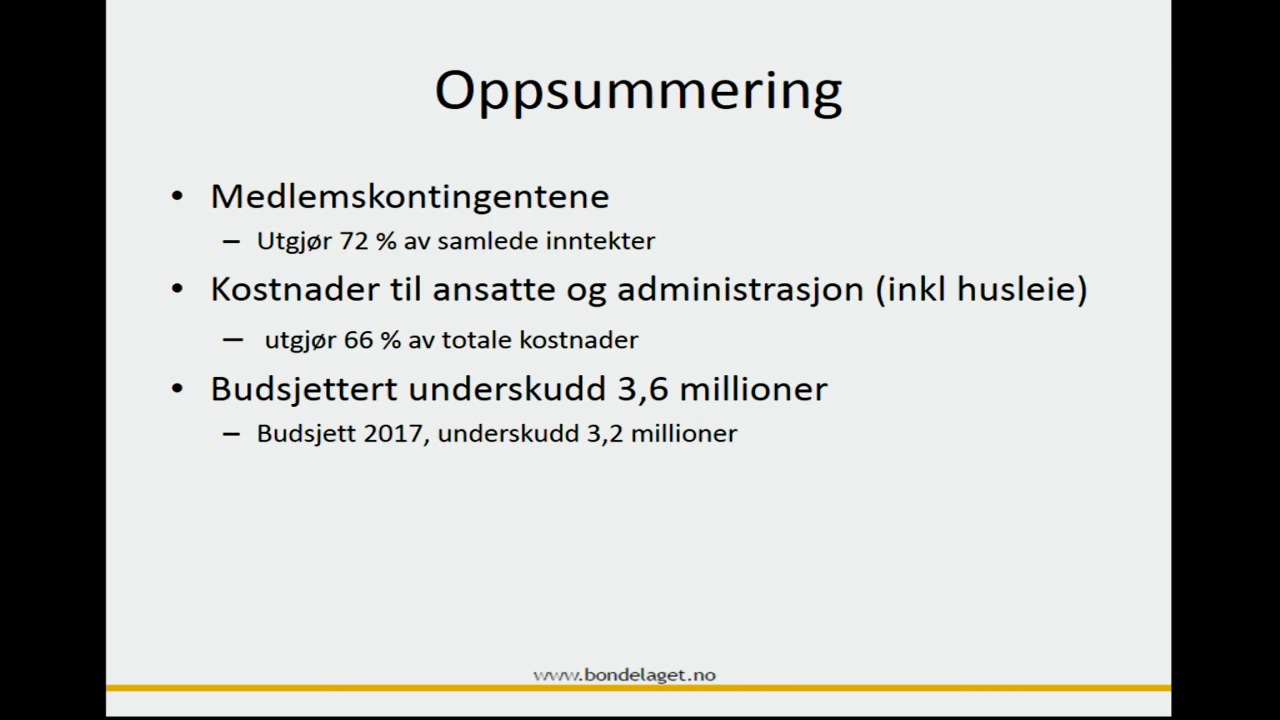 Oppsummering
• Medlemskontingentene
– Utgjør 72 % av samlede inntekter
• Kostnader til ansatte og administrasjon (inkl husleie)
– utgjør 66 % av totale kostnader
• Budsjettert underskudd 3,6 millioner
– Budsjett 2017, underskudd 3,2 millioner
www.bondelaget.no